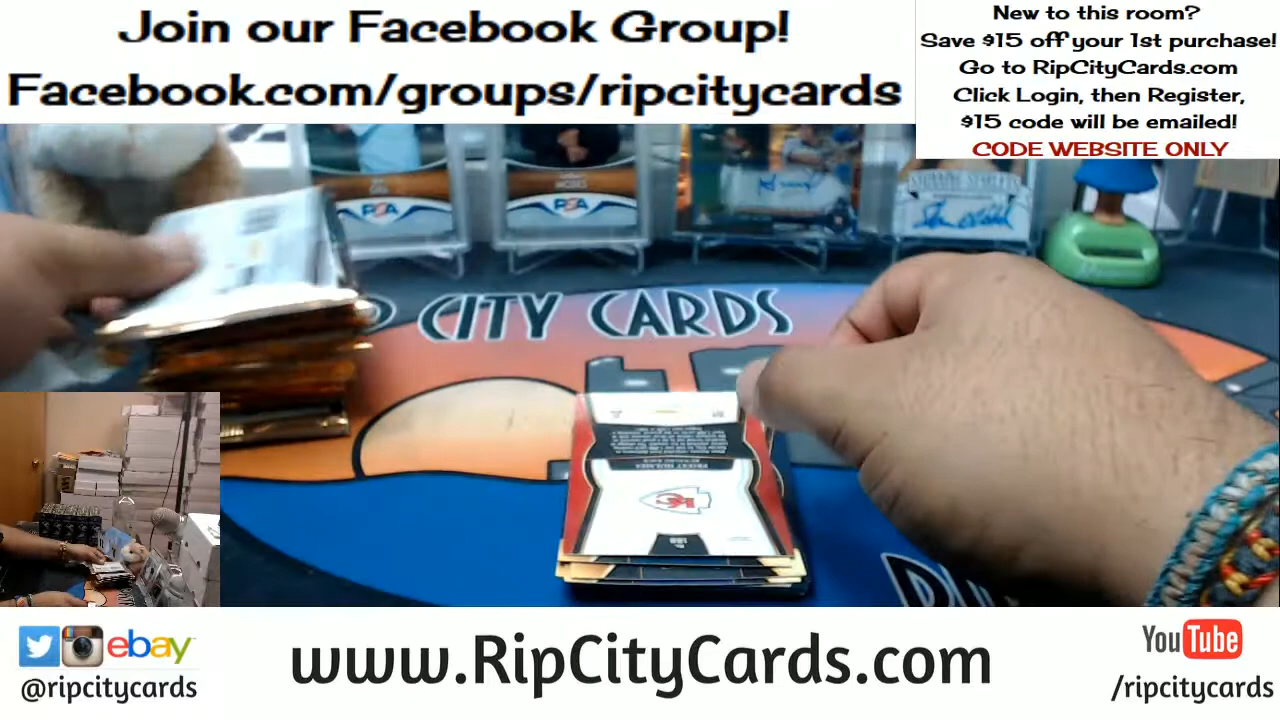 Join our Facebook Group!
Facebook.com/groups/ripcitycards
New to this room?
Save $15 off your 1st purchase!
Go to RipCityCards.com
Click Login, then Register,
$15 code will be emailed!
CODE WEBSITE ONLY
PSA
PSA
CITY CARDS
KC
ebay
@ripcitycards
www.RipCityCards.com
YouTube
/ripcitycards